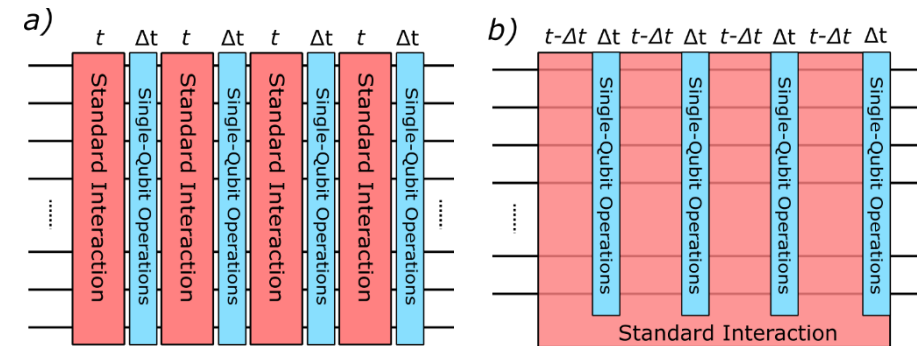 a)
t Δt t Δt t Δt t Δt
Standard Interaction
Single-Qubit Operations
Standard Interaction
Single-Qubit Operations
Standard Interaction
Single-Qubit Operations
Standard Interaction
Single-Qubit Operations
b)
t-Δt Δt t-Δt Δt t-Δt Δt t-Δt Δt
Single-Qubit Operations
Single-Qubit Operations
Single-Qubit Operations
Single-Qubit Operations
Standard Interaction